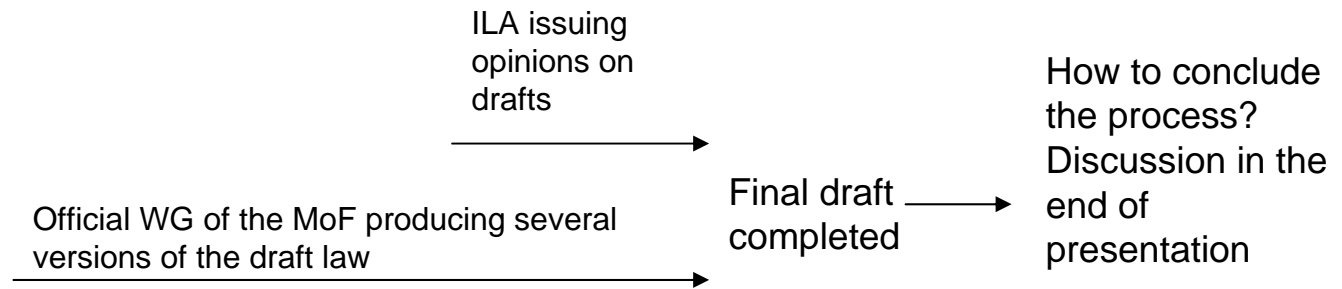 ILA issuing
opinions on
drafts
Official WG of the MoF producing several
versions of the draft law
Final draft
completed
How to conclude
the process?
Discussion in the
end of
presentation